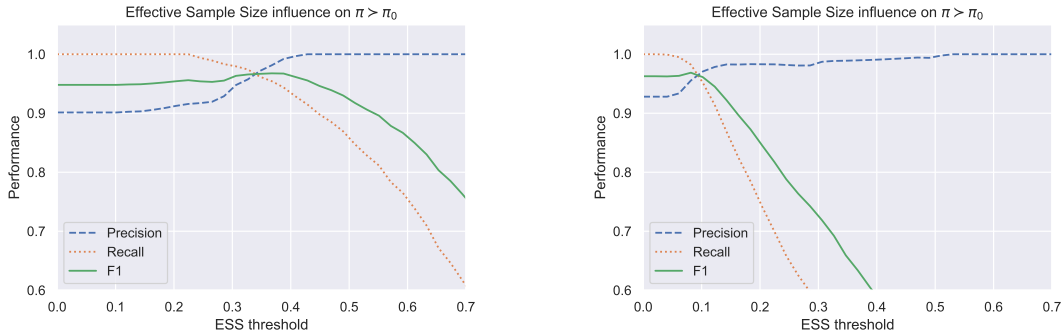 Effective Sample Size influence on π ≻ π₀
1.0
0.9
0.8
0.7
0.6
Performance
Precision
Recall
F1
0.0 0.1 0.2 0.3 0.4 0.5 0.6 0.7
ESS threshold
Effective Sample Size influence on π ≻ π₀
1.0
0.9
0.8
0.7
0.6
Performance
Precision
Recall
F1
0.0 0.1 0.2 0.3 0.4 0.5 0.6 0.7
ESS threshold